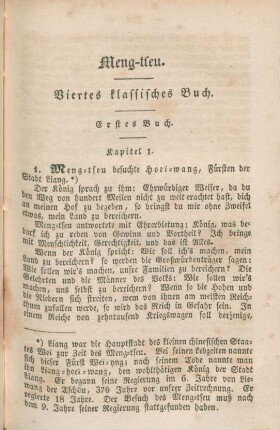 Meng-tseu.
Viertes klassisches Buch.
Erstes Buch.
Kapitel 1.
1. Meng-tseu besuchte Hoei-wang, Fürsten der
Stadt Liang. *)
Der König sprach zu ihm: Ehrwürdiger Weiser, da du
den Weg von hundert Meilen nicht zu weit erachtet hast, dich
an meinen Hof zu begeben, so bringst du mir ohne Zweifel
etwas, mein Land zu bereichern.
Meng-tseu antwortete mit Ehrerbietung: König, was be-
darf ich zu reden von Gewinn und Vortheil? Ich bringe
mit Menschlichkeit, Gerechtigkeit, und das ist Alles.
Wenn der König spricht: Wie soll ich's machen, mein
Land zu bereichern? so werden die Großwürdenträger sagen:
Wie sollen wir's machen, unsre Familien zu bereichern? Die
Gelehrten und die Männer des Volks: Wie sollen wir's
machen, uns selbst zu bereichern? Wenn so die Hohen und
die Niedern sich streiten, wem von ihnen am meisten Reich-
thum zufallen werde, so wird das Reich in Gefahr sein. In
einem Reich von zehntausend Kriegswagen soll derjenige,
*) Liang war die Hauptstadt des kleinen chinesischen Staa-
tes Wei zur Zeit des Meng-tseu. Bei seinen Lebzeiten nannte
sich dieser Fürst Wei-yng; nach seinem Tode nannte man ihn
Liang-hoei-wang, den wohlthätigen König der Stadt
Liang. Er begann seine Regierung im 6. Jahre von Lie-
wang der Tschëu, 370 Jahre vor unsrer Zeitrechnung. Er
regierte 18 Jahre. Der Besuch des Meng-tseu muß nach
dem 9. Jahre seiner Regierung stattgefunden haben.